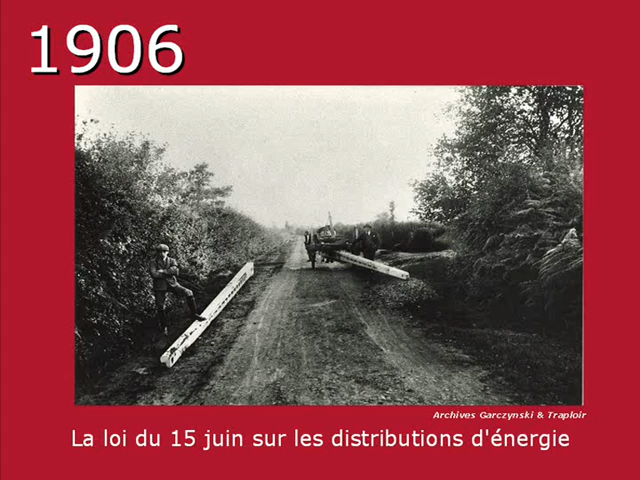 1906
Archives Garczynski & Traploir
La loi du 15 juin sur les distributions d'énergie